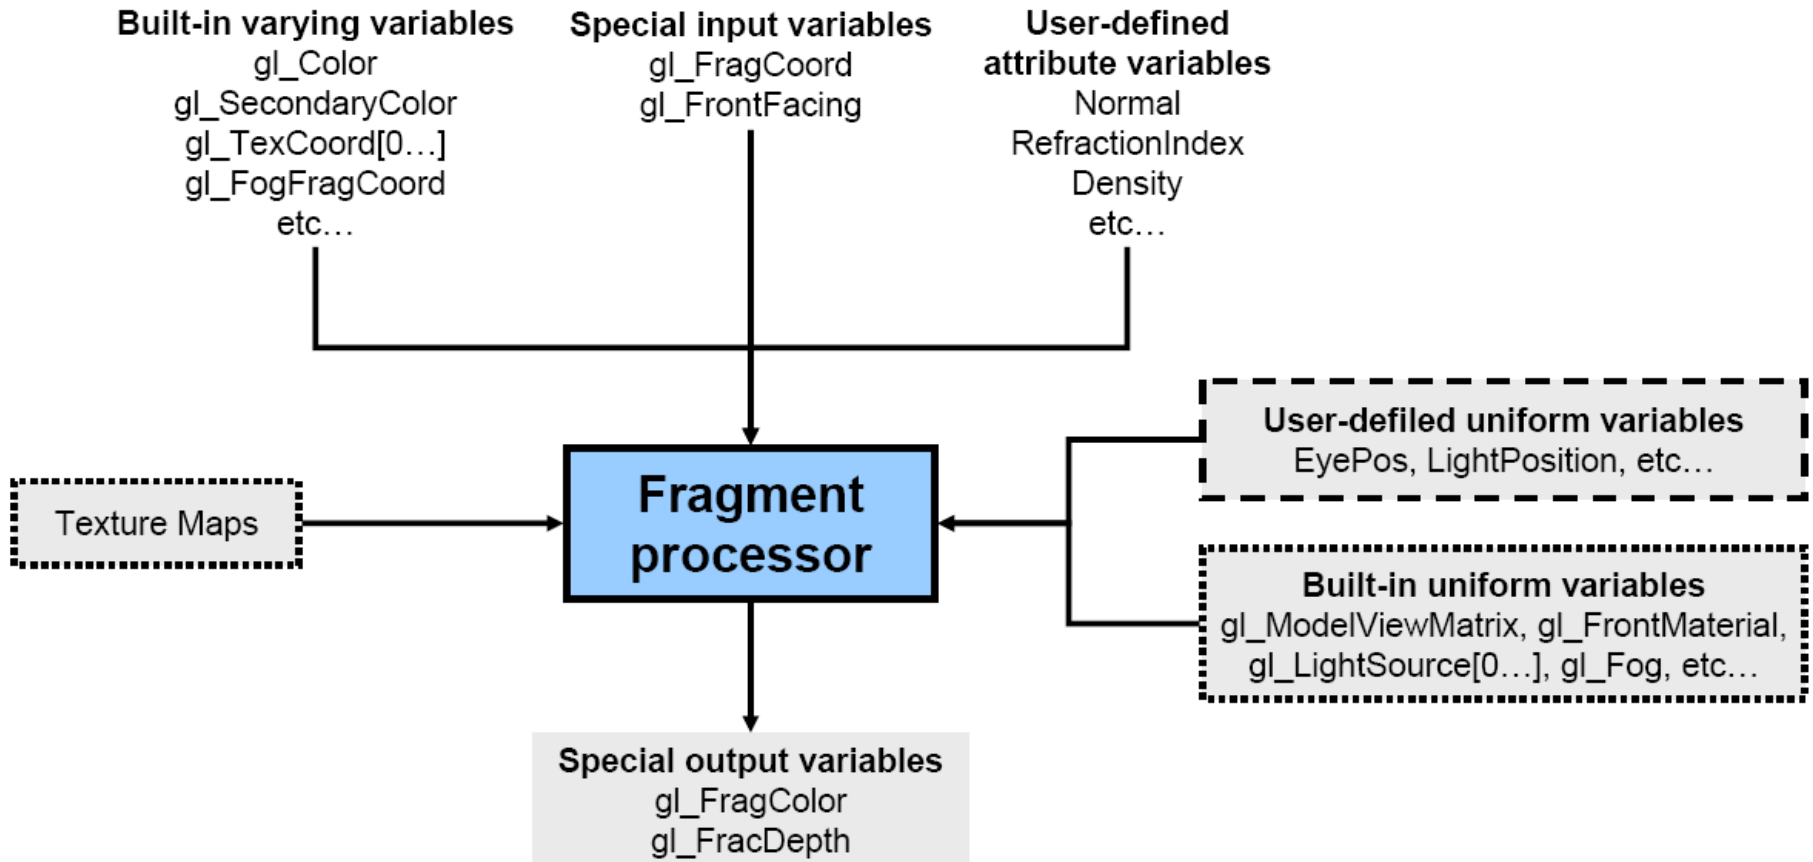 Built-in varying variables
gl_Color
gl_SecondaryColor
gl_TexCoord[0…]
gl_FogFragCoord
etc…
Special input variables
gl_FragCoord
gl_FrontFacing
User-defined
attribute variables
Normal
RefractionIndex
Density
etc…
Texture Maps
Fragment
processor
User-defiled uniform variables
EyePos, LightPosition, etc…
Built-in uniform variables
gl_ModelViewMatrix, gl_FrontMaterial,
gl_LightSource[0…], gl_Fog, etc…
Special output variables
gl_FragColor
gl_FracDepth